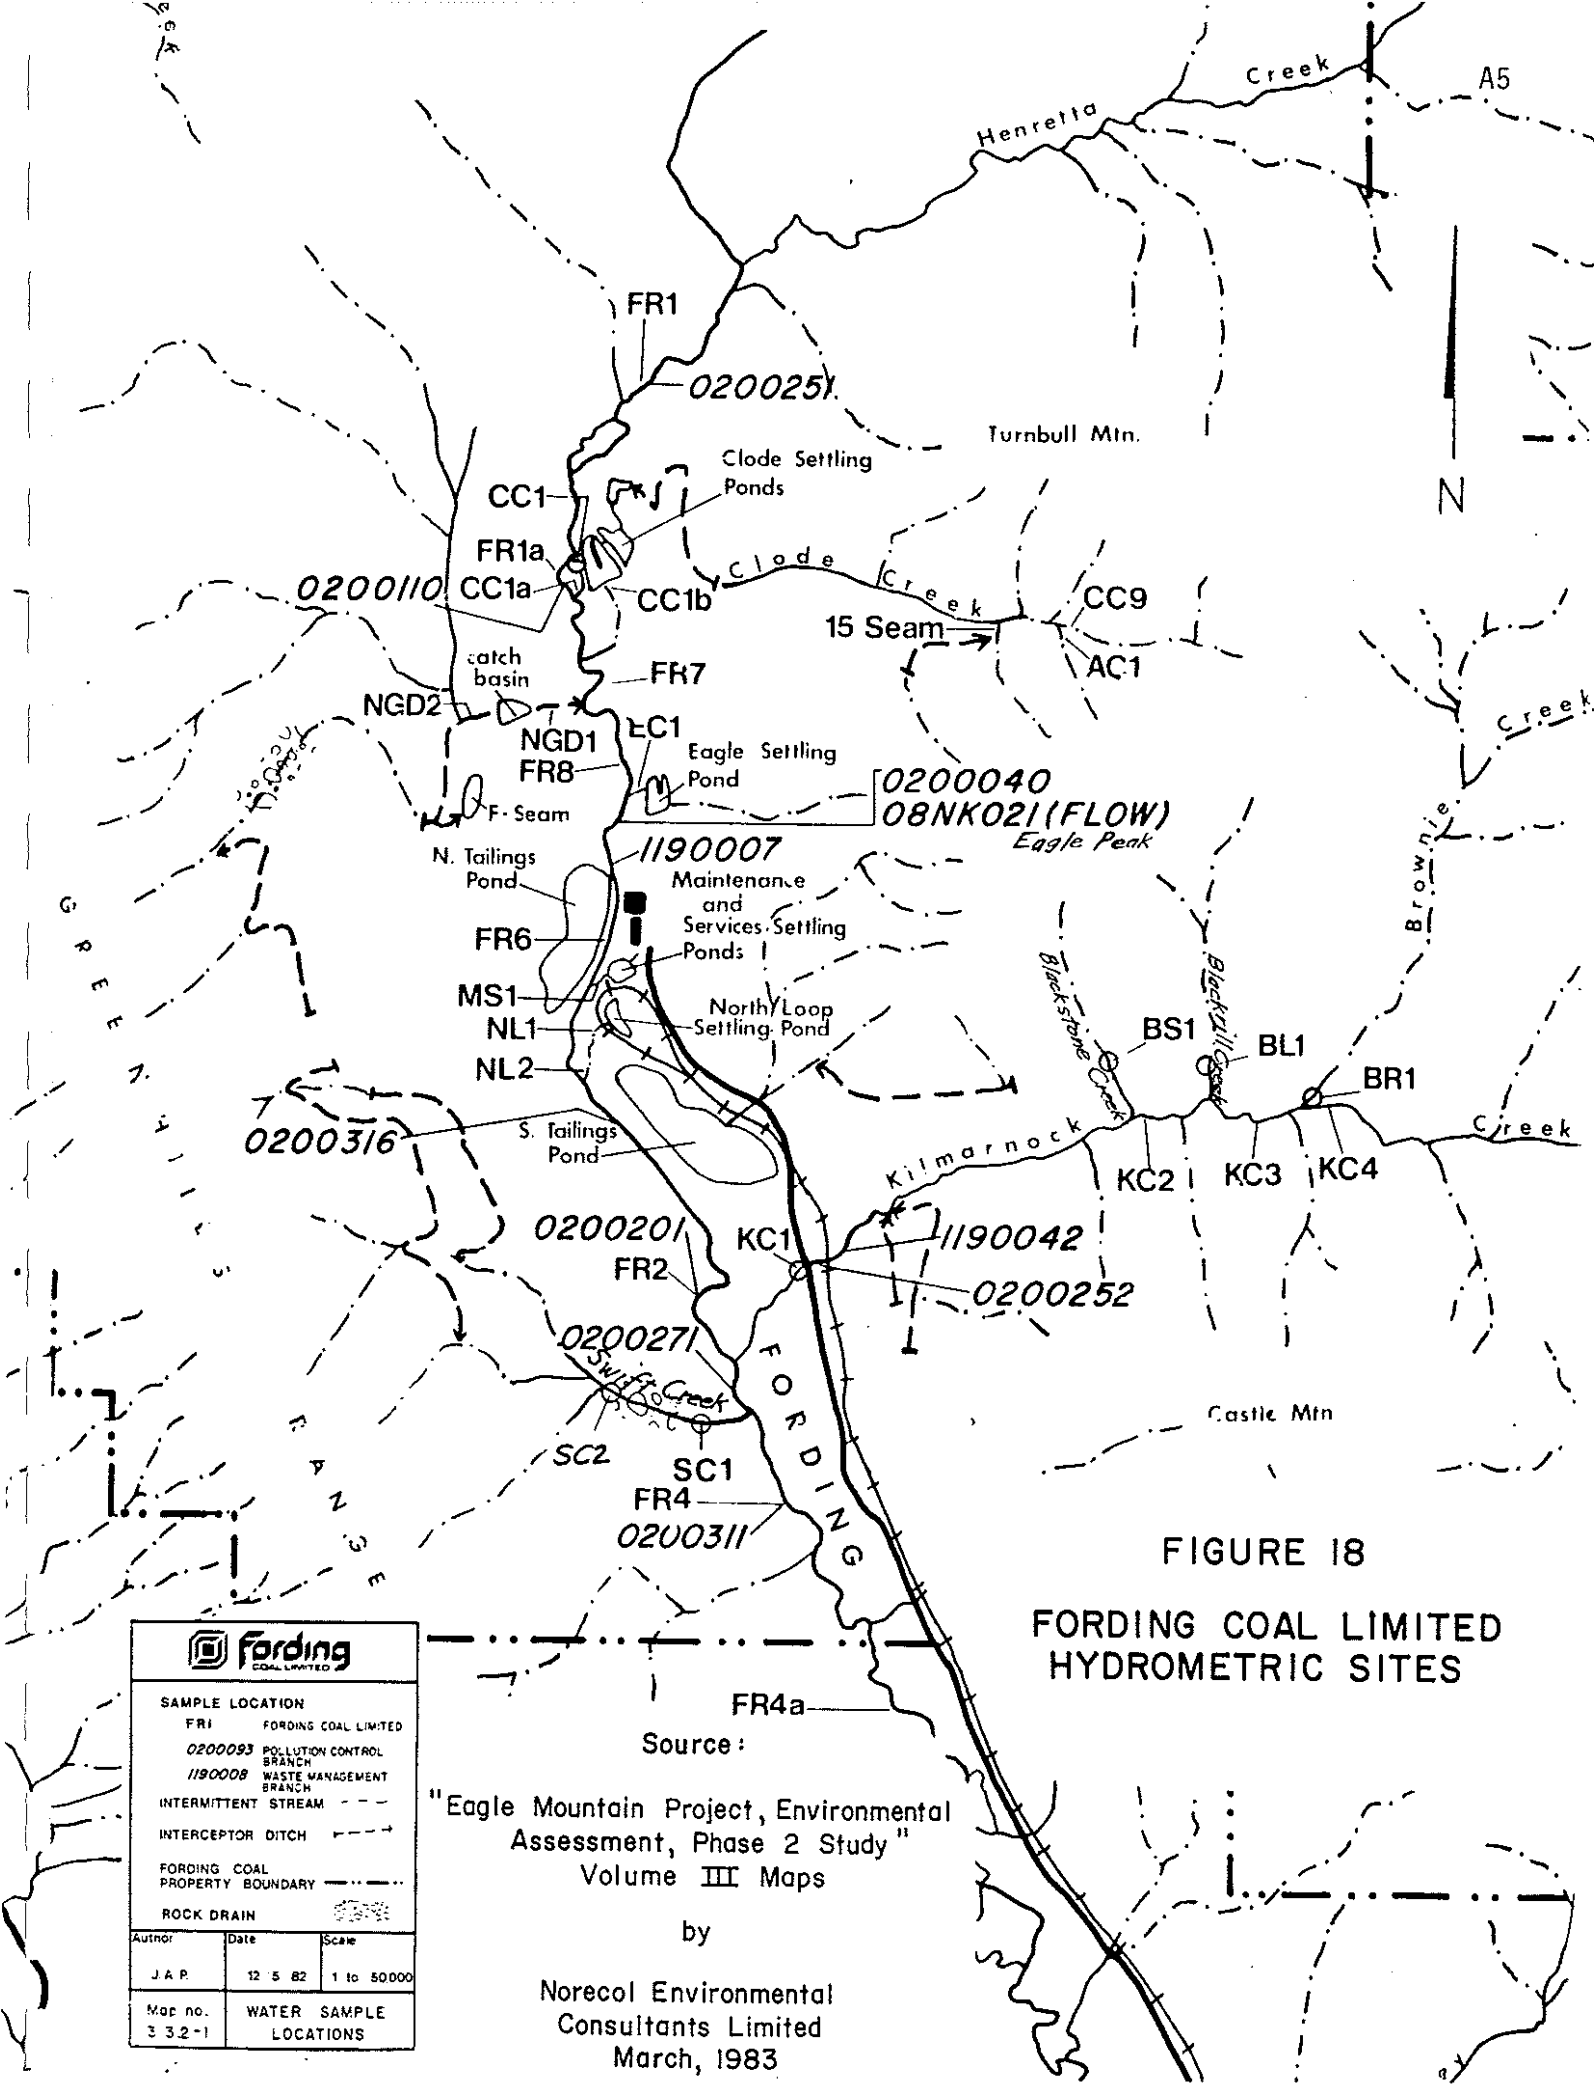 Henretta Creek
A5
FR1
0200251
Turnbull Mtn.
Clode Settling
Ponds
N
CC1
FR1a
0200110
CC1a
CC1b
Clode Creek
CC9
15 Seam
AC1
catch
basin
FR7
NGD2
NGD1
EC1
FR8
Eagle Settling
Pond
F-Seam
0200040
08NK021 (FLOW)
Eagle Peak
Creek
Brownie
1190007
N. Tailings
Pond
Maintenance
and
Services Settling
Ponds
FR6
MS1
NL1
North Loop
Settling Pond
NL2
Blackstone Creek
BS1
BL1
BR1
0200316
S. Tailings
Pond
Kilmarnock Creek
KC2
KC3
KC4
GREENHILLS RANGE
0200201
KC1
1190042
FR2
0200252
0200271
Swift Creek
FORDING
Castle Mtn
SC2
SC1
FR4
0200311
FR4a
FIGURE 18
FORDING COAL LIMITED
HYDROMETRIC SITES
Fording
COAL LIMITED
SAMPLE LOCATION
FR1 FORDING COAL LIMITED
0200093 POLLUTION CONTROL
BRANCH
1190008 WASTE MANAGEMENT
BRANCH
INTERMITTENT STREAM
INTERCEPTOR DITCH
FORDING COAL
PROPERTY BOUNDARY
ROCK DRAIN
Author
J.A.P.
Date
12 5 82
Scale
1 to 50000
Map no.
3 3.2-1
WATER SAMPLE
LOCATIONS
Source:
"Eagle Mountain Project, Environmental
Assessment, Phase 2 Study"
Volume III Maps
by
Norecol Environmental
Consultants Limited
March, 1983